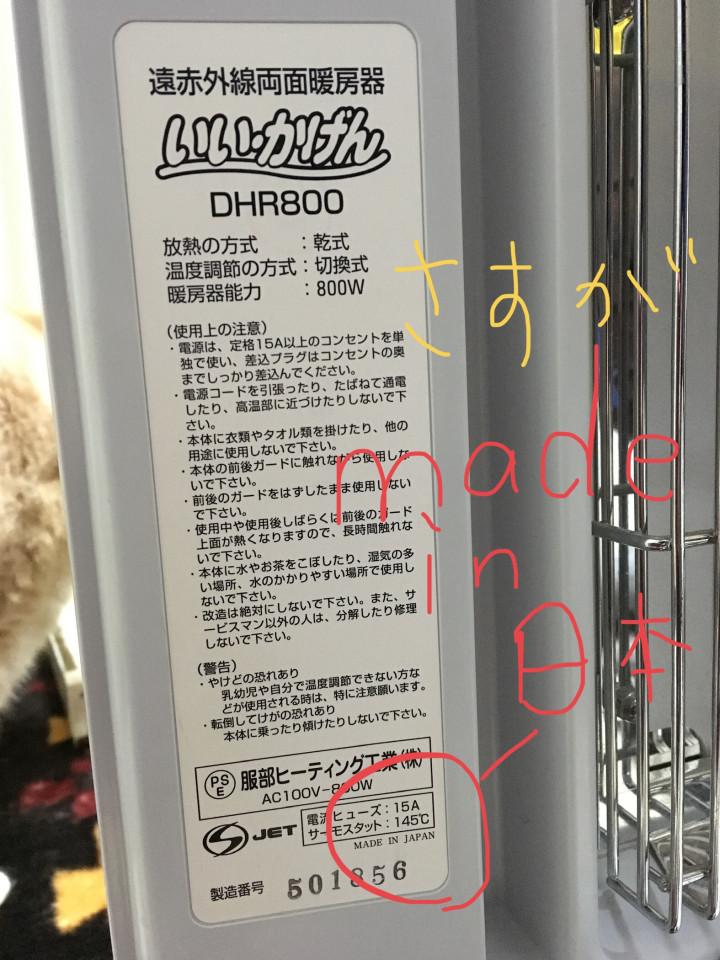 遠赤外線両面暖房器
いい・かげん
DHR800
放熱の方式　　：乾式
温度調節の方式：切換式
暖房器能力　　：800W
（使用上の注意）
・電源は、定格15A以上のコンセントを単
独で使い、差込プラグはコンセントの奥
までしっかり差込んでください。
・電源コードを引張ったり、たばねて通電
したり、高温部に近づけたりしないで下
さい。
・本体に衣類やタオル類を掛けたり、他の
用途に使用しないで下さい。
・本体の前後ガードに触れながら使用しな
いで下さい。
・前後のガードをはずしたまま使用しない
で下さい。
・使用中や使用後しばらくは前後のガード
上面が熱くなりますので、長時間触れな
いで下さい。
・本体に水やお茶をこぼしたり、湿気の多
い場所、水のかかりやすい場所で使用し
ないで下さい。
・改造は絶対にしないで下さい。また、サ
ービスマン以外の人は、分解したり修理
しないで下さい。
（警告）
・やけどの恐れあり
乳幼児や自分で温度調節できない方な
どが使用される時は、特に注意願います。
・転倒してけがの恐れあり
本体に乗ったり傾けたりしないで下さい。
PSE 服部ヒーティング工業（株）
AC100V-800W
JET
電流ヒューズ：15A
サーモスタット：145℃
MADE IN JAPAN
製造番号 501856
さすが
made
in
日本